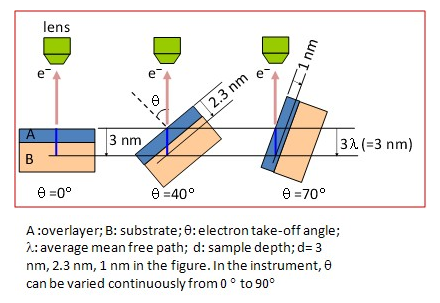 lens
e⁻ e⁻ e⁻
θ
2.3 nm
1 nm
A
B
3 nm
3λ(=3 nm)
θ =0°
θ =40°
θ =70°
A :overlayer; B: substrate; θ: electron take-off angle;
λ: average mean free path;  d: sample depth; d= 3
nm, 2.3 nm, 1 nm in the figure. In the instrument, θ
can be varied continuously from 0 ° to 90°